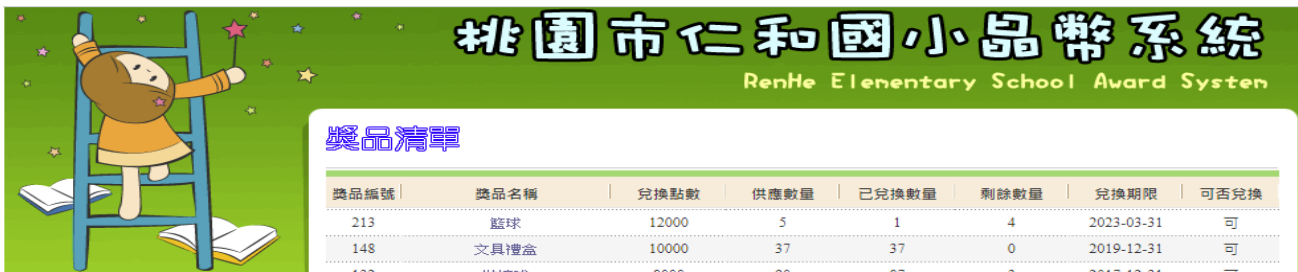 桃園市仁和國小晶幣系統
RenHe Elementary School Award System
獎品清單
獎品編號 獎品名稱 兌換點數 供應數量 已兌換數量 剩餘數量 兌換期限 可否兌換
213 籃球 12000 5 1 4 2023-03-31 可
148 文具禮盒 10000 37 37 0 2019-12-31 可